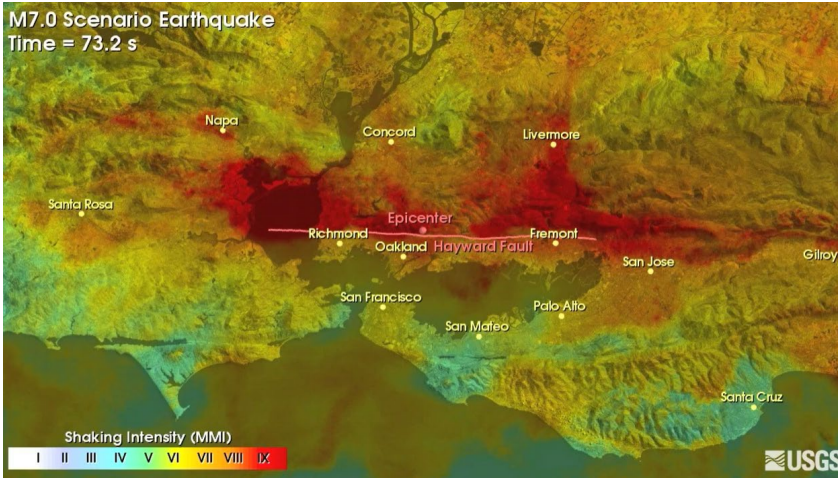 M7.0 Scenario Earthquake
Time = 73.2 s
Napa
Concord
Livermore
Santa Rosa
Epicenter
Richmond
Fremont
Oakland
Hayward Fault
San Jose
Gilroy
San Francisco
Palo Alto
San Mateo
Santa Cruz
Shaking Intensity (MMI)
I II III IV V VI VII VIII IX
USGS